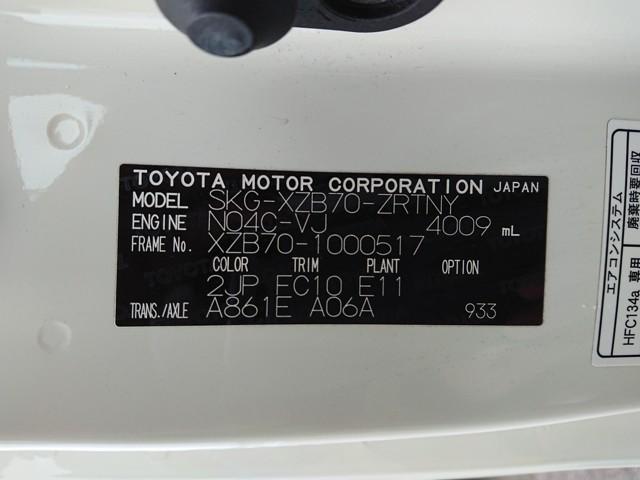 TOYOTA MOTOR CORPORATION JAPAN
MODEL SKG-XZB70-ZRTNY
ENGINE N04C-VJ 4009 mL
FRAME No. XZB70-1000517
COLOR TRIM PLANT OPTION
2JP FC10 E11
TRANS./AXLE A861E A06A 933
エアコンシステム
HFC134a 専用 廃棄時要回収